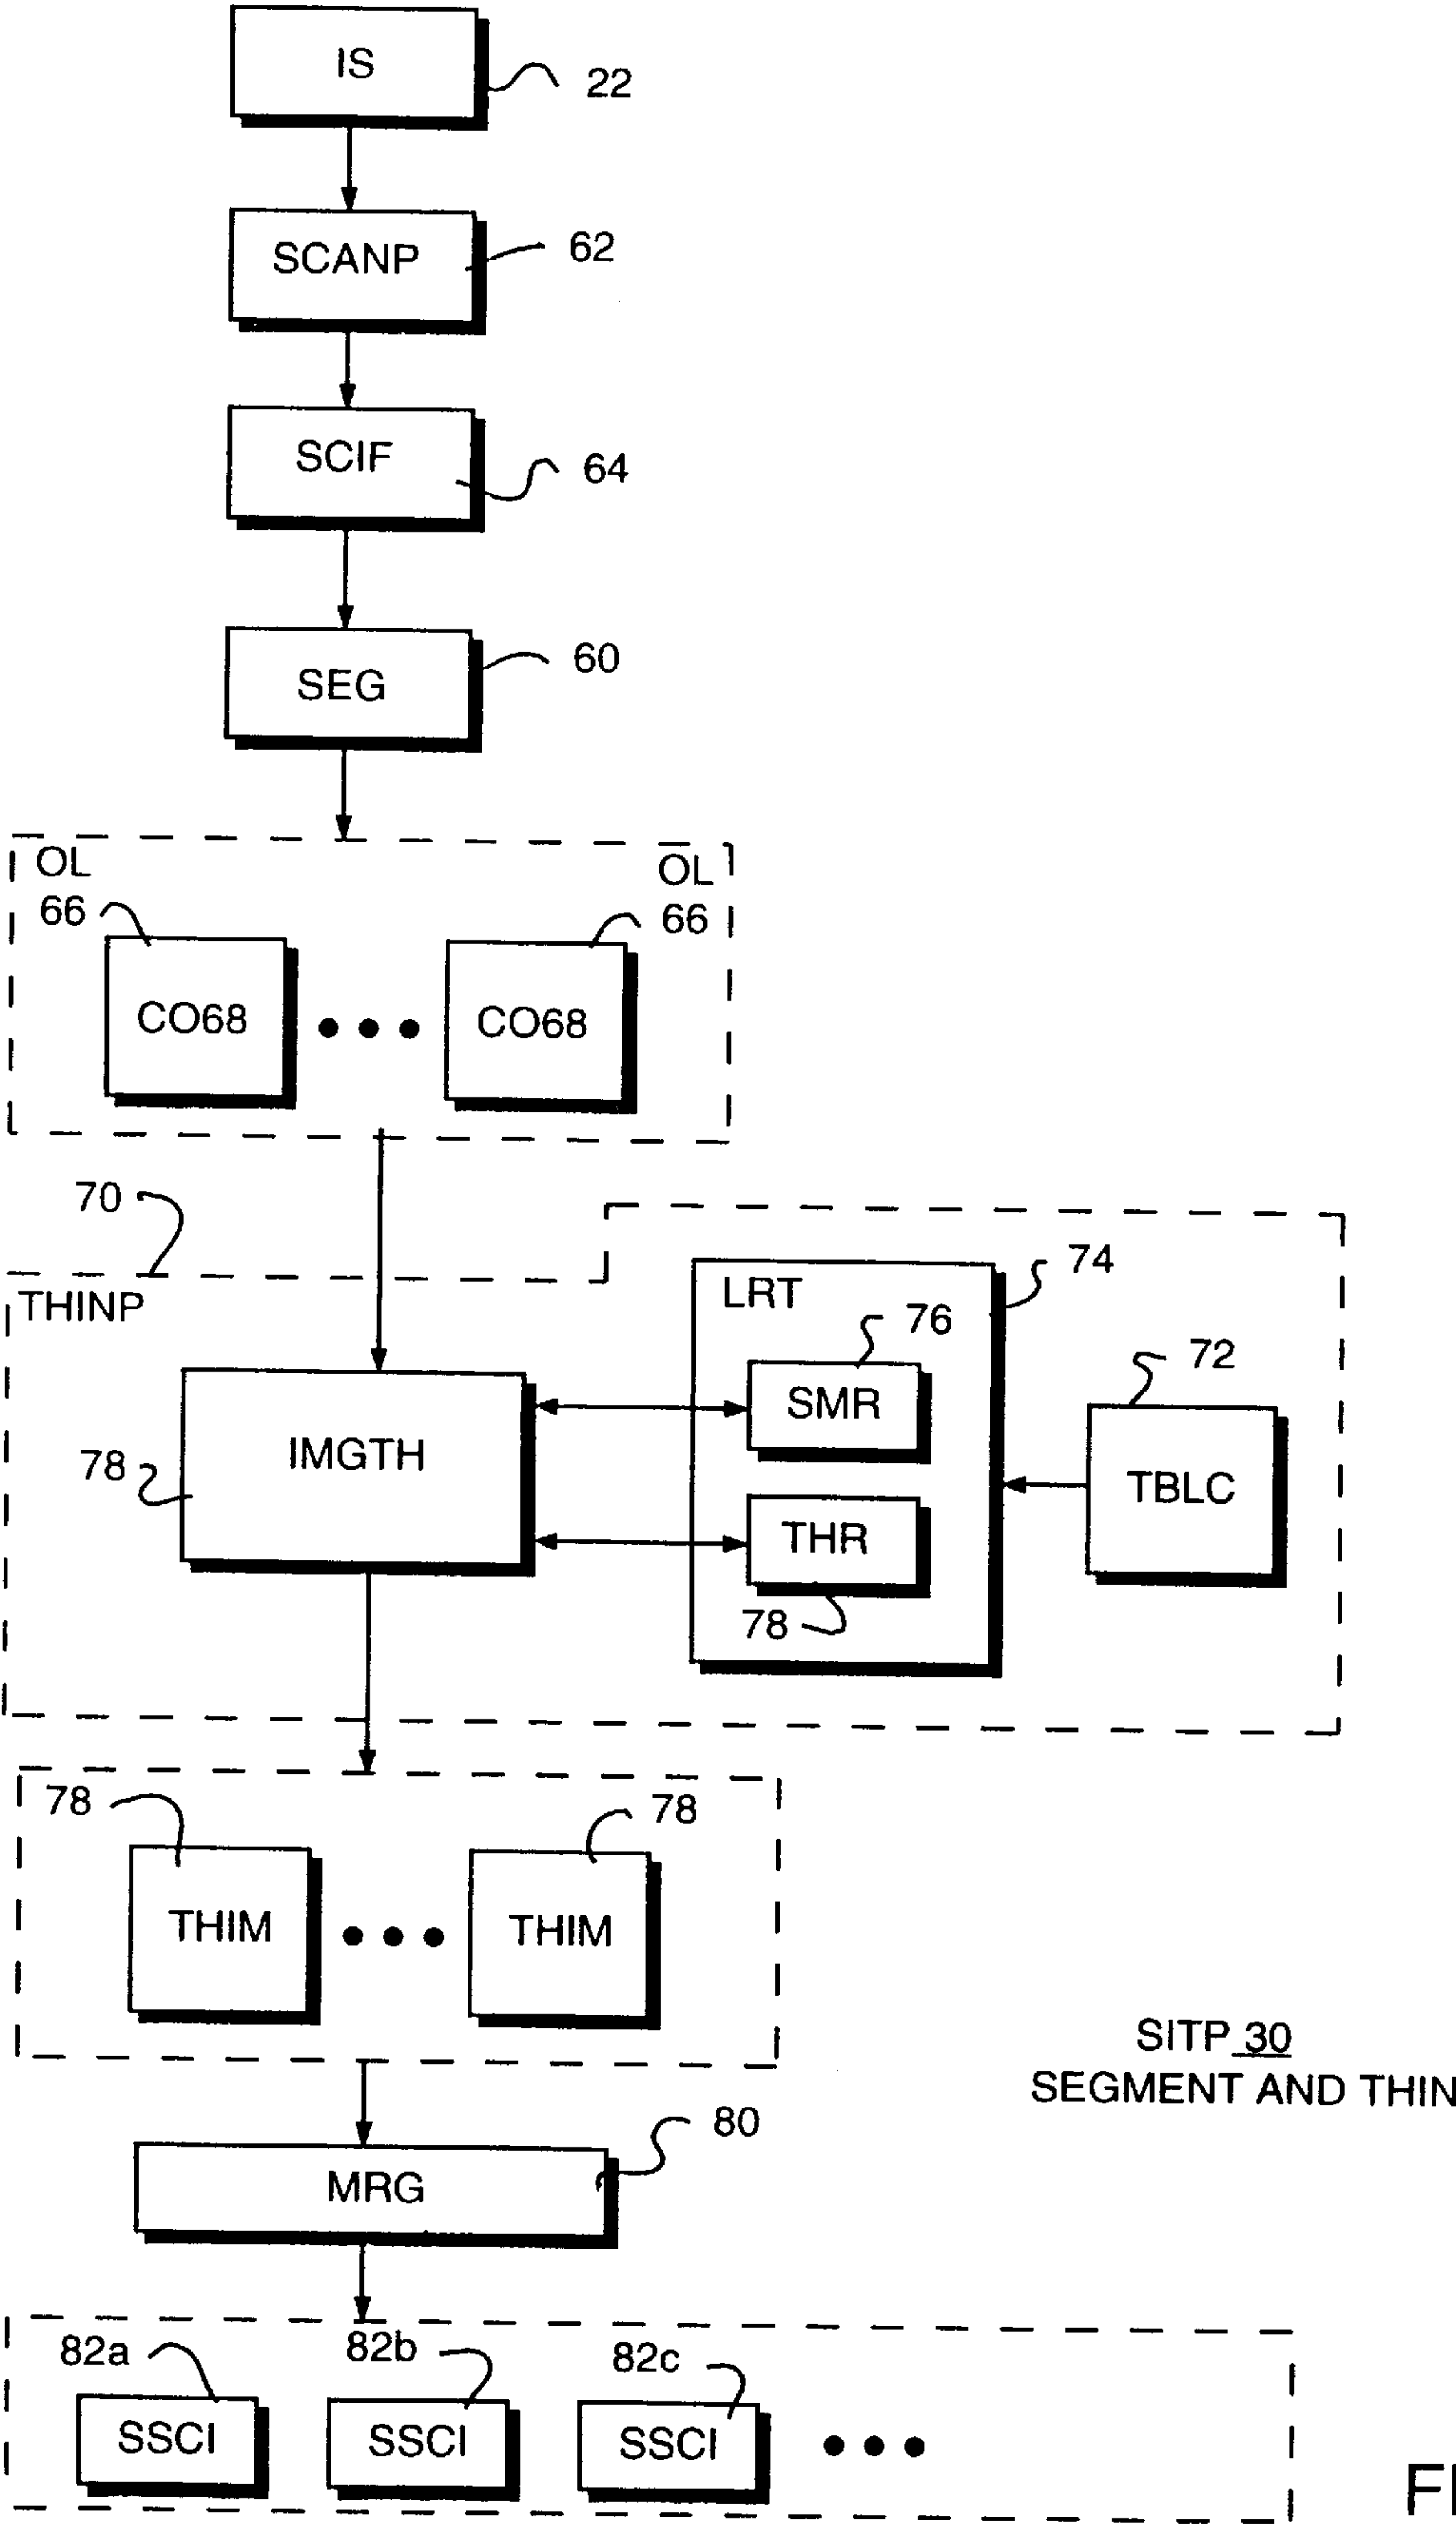 IS
22
SCANP
62
SCIF
64
SEG
60
OL
OL
66
66
CO68
CO68
70
THINP
LRT
74
76
SMR
72
IMGTH
78
TBLC
THR
78
78
78
THIM
THIM
SITP 30
SEGMENT AND THIN
80
MRG
82a
82b
82c
SSCI
SSCI
SSCI